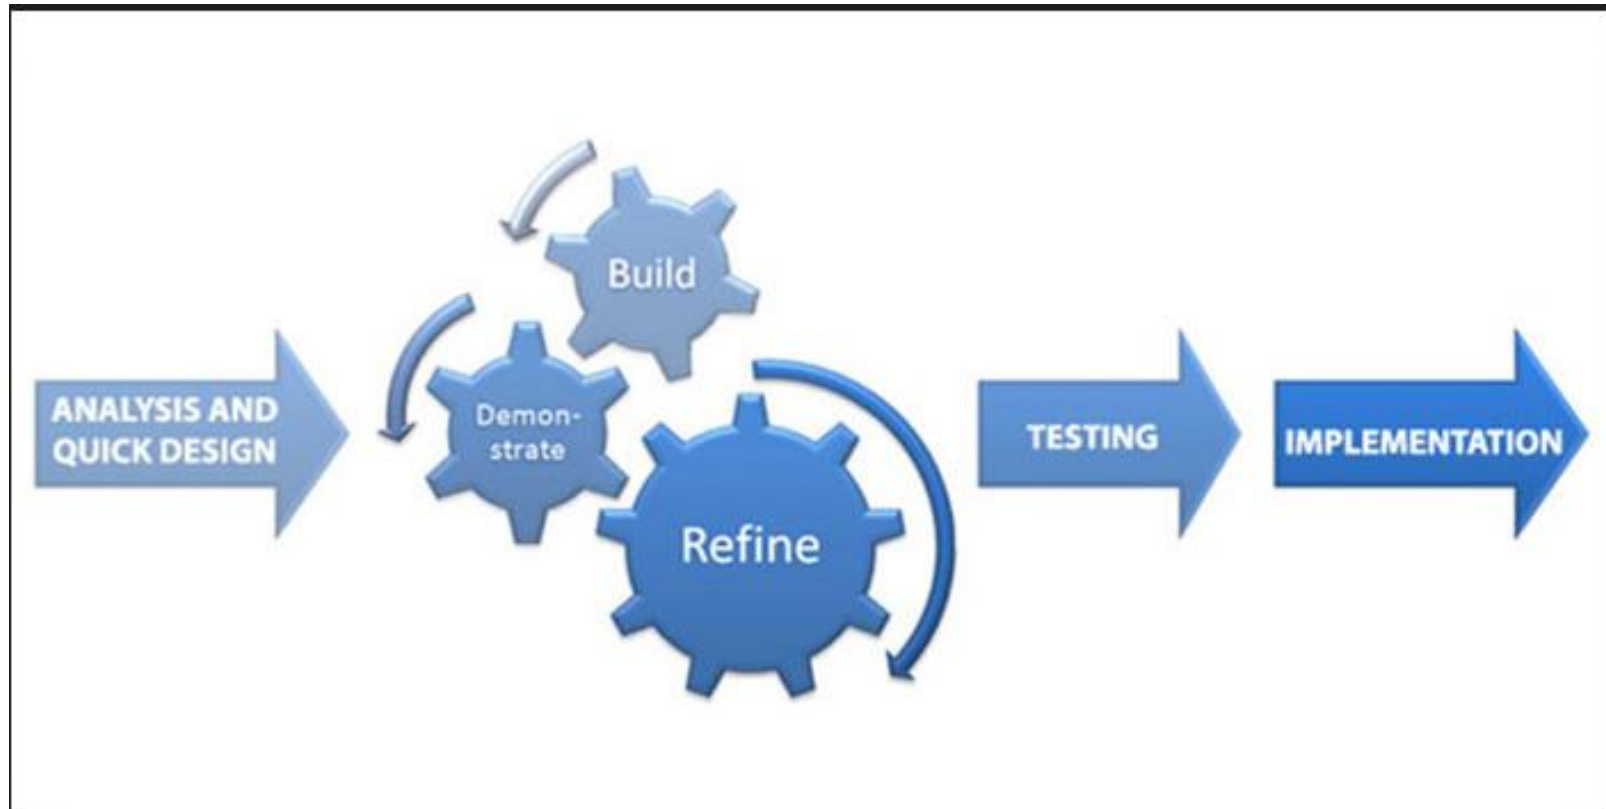 ANALYSIS AND
QUICK DESIGN
Build
Demon-
strate
Refine
TESTING
IMPLEMENTATION